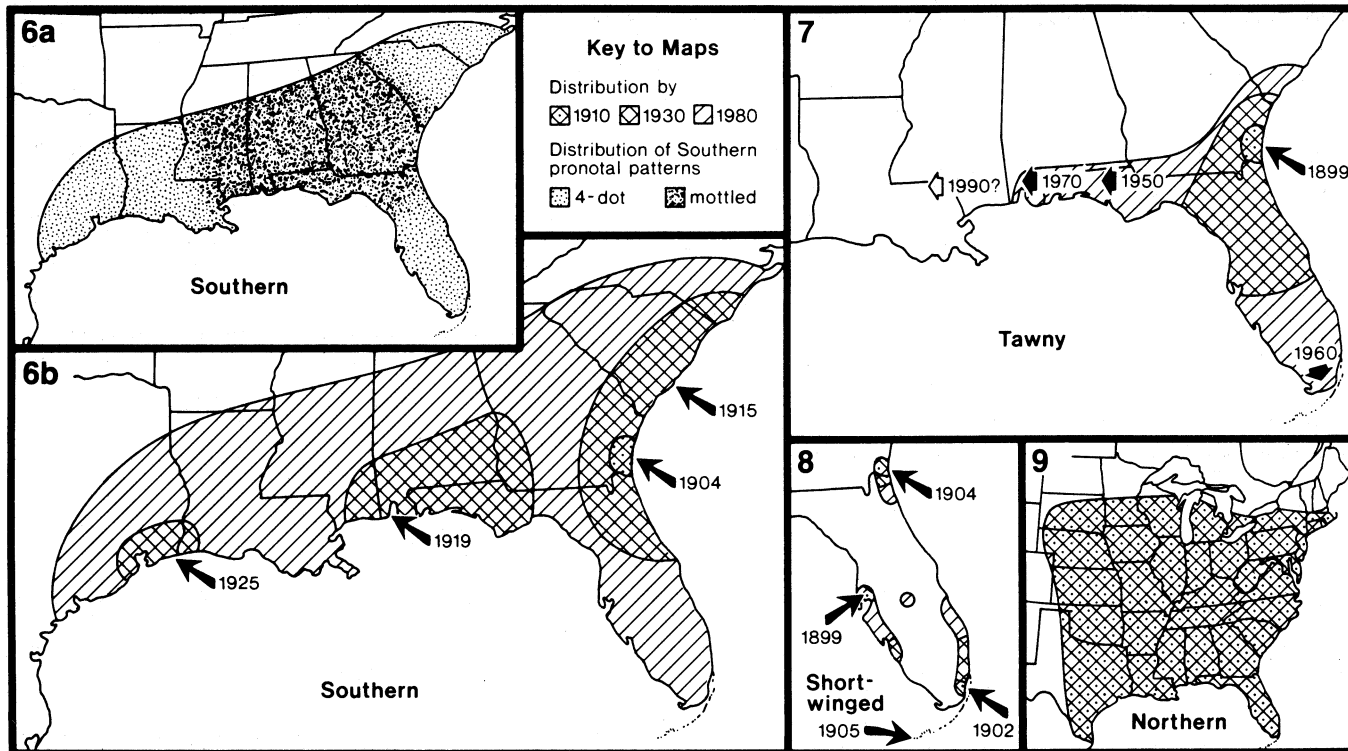 6a
Southern
Key to Maps
Distribution by
1910 1930 1980
Distribution of Southern
pronotal patterns
4-dot mottled
6b
1915
1904
1919
1925
Southern
7
1899
1990? 1970 1950
Tawny
1960
8
1904
1899
Short-
winged
1905 1902
9
Northern